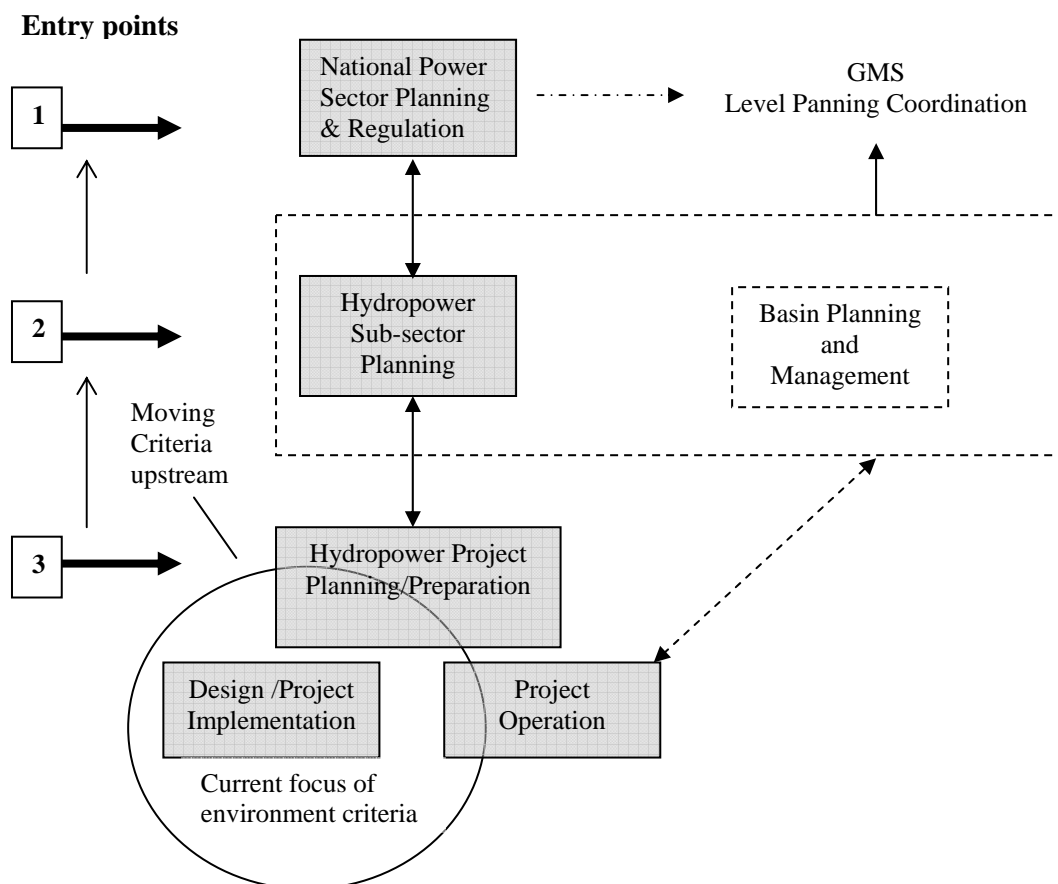 Entry points
National Power
Sector Planning
& Regulation
GMS
Level Panning Coordination
1
Hydropower
Sub-sector
Planning
Basin Planning
and
Management
2
Moving
Criteria
upstream
3
Hydropower Project
Planning/Preparation
Design /Project
Implementation
Project
Operation
Current focus of
environment criteria